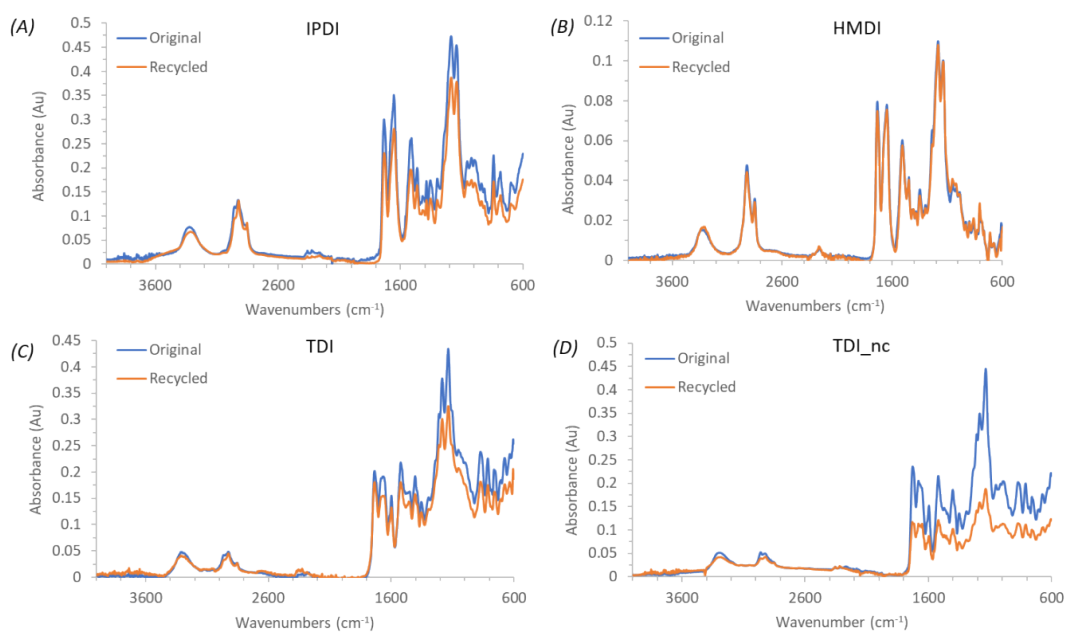 (A)
IPDI
Original
Recycled
0.5
0.45
0.4
0.35
0.3
0.25
0.2
0.15
0.1
0.05
0
Absorbance (Au)
3600
2600
1600
600
Wavenumbers (cm-1)
(B)
HMDI
Original
Recycled
0.12
0.1
0.08
0.06
0.04
0.02
0
Absorbance (Au)
3600
2600
1600
600
Wavenumbers (cm-1)
(C)
TDI
Original
Recycled
0.45
0.4
0.35
0.3
0.25
0.2
0.15
0.1
0.05
0
Absorbance (Au)
3600
2600
1600
600
Wavenumbers (cm-1)
(D)
TDI_nc
Original
Recycled
0.5
0.45
0.4
0.35
0.3
0.25
0.2
0.15
0.1
0.05
0
Absorbance (Au)
3600
2600
1600
600
Wavenumber (cm-1)